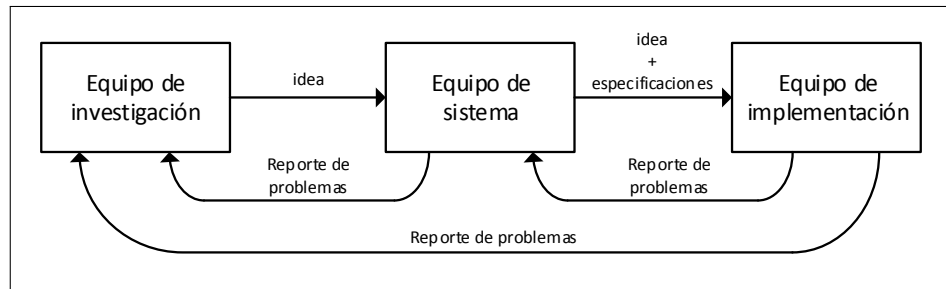 Equipo de
investigación
idea
Equipo de
sistema
idea
+
especificaciones
Equipo de
implementación
Reporte de
problemas
Reporte de
problemas
Reporte de problemas